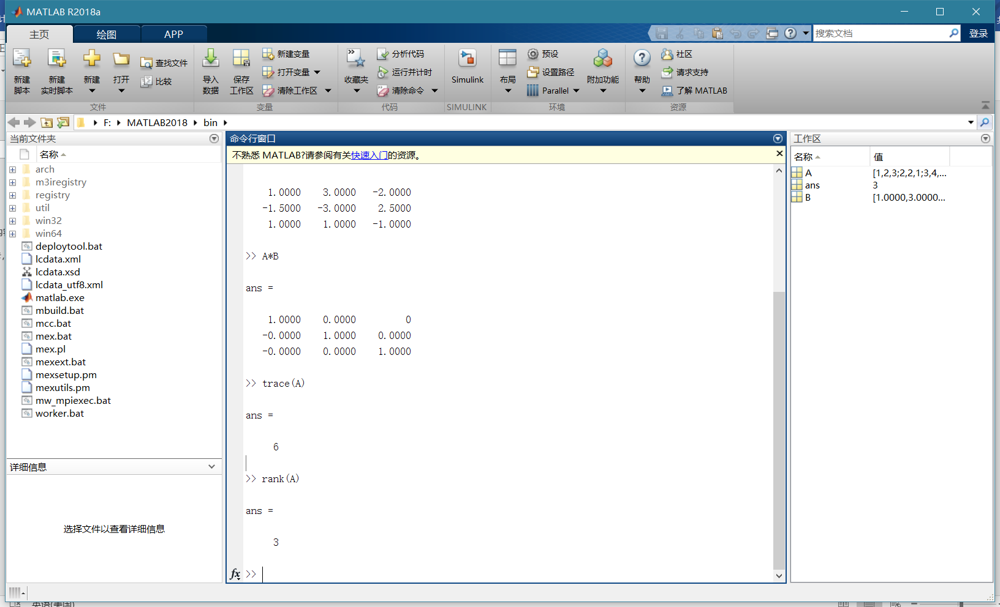 MATLAB R2018a
主页 绘图 APP
搜索文档 登录
新建脚本
新建实时脚本
新建
打开
查找文件
比较
导入数据
保存工作区
新建变量
打开变量
清除工作区
收藏夹
分析代码
运行并计时
清除命令
Simulink
布局
预设
设置路径
Parallel
附加功能
帮助
社区
请求支持
了解 MATLAB
文件 变量 代码 SIMULINK 环境 资源
F: MATLAB2018 bin
当前文件夹
名称
arch
m3iregistry
registry
util
win32
win64
deploytool.bat
lcdata.xml
lcdata.xsd
lcdata_utf8.xml
matlab.exe
mbuild.bat
mcc.bat
mex.bat
mex.pl
mexext.bat
mexsetup.pm
mexutils.pm
mw_mpiexec.bat
worker.bat
详细信息
选择文件以查看详细信息
命令行窗口
不熟悉 MATLAB?请参阅有关快速入门的资源。
1.0000 3.0000 -2.0000
-1.5000 -3.0000 2.5000
1.0000 1.0000 -1.0000
>> A*B
ans =
1.0000 0.0000 0
-0.0000 1.0000 0.0000
-0.0000 0.0000 1.0000
>> trace(A)
ans =
6
>> rank(A)
ans =
3
fx >>
工作区
名称 值
A [1,2,3;2,2,1;3,4,...
ans 3
B [1.0000,3.0000...
英语(美国)